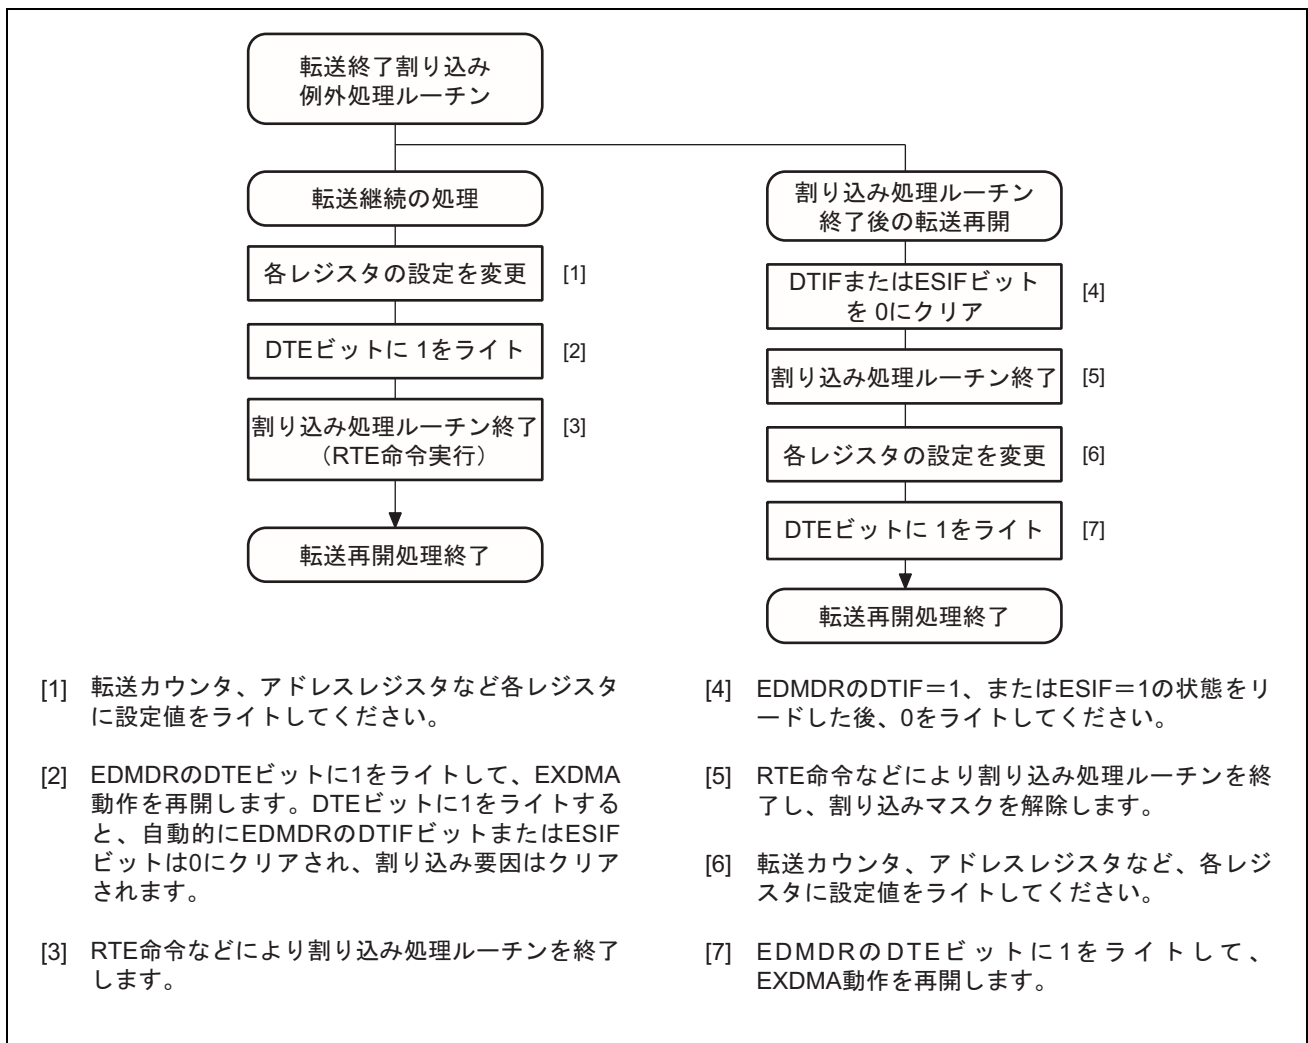 転送終了割り込み
例外処理ルーチン
転送継続の処理
各レジスタの設定を変更 [1]
DTEビットに 1をライト [2]
割り込み処理ルーチン終了 [3]
（RTE命令実行）
転送再開処理終了
割り込み処理ルーチン
終了後の転送再開
DTIFまたはESIFビット
を 0にクリア [4]
割り込み処理ルーチン終了 [5]
各レジスタの設定を変更 [6]
DTEビットに 1をライト [7]
転送再開処理終了
[1] 転送カウンタ、アドレスレジスタなど各レジスタ
に設定値をライトしてください。
[2] EDMDRのDTEビットに1をライトして、EXDMA
動作を再開します。DTEビットに1をライトする
と、自動的にEDMDRのDTIFビットまたはESIF
ビットは0にクリアされ、割り込み要因はクリア
されます。
[3] RTE命令などにより割り込み処理ルーチンを終了
します。
[4] EDMDRのDTIF＝1、またはESIF＝1の状態をリ
ードした後、0をライトしてください。
[5] RTE命令などにより割り込み処理ルーチンを終
了し、割り込みマスクを解除します。
[6] 転送カウンタ、アドレスレジスタなど、各レジ
スタに設定値をライトしてください。
[7] EDMDRのDTEビットに1をライトして、
EXDMA動作を再開します。